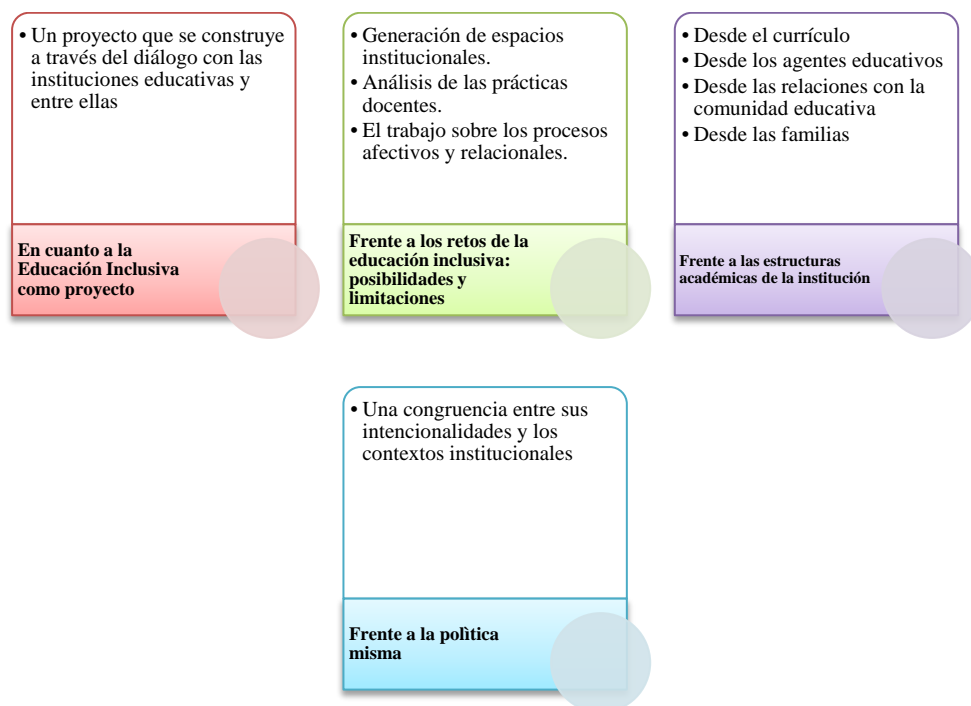 • Un proyecto que se construye
a través del diálogo con las
instituciones educativas y
entre ellas
En cuanto a la
Educación Inclusiva
como proyecto
• Generación de espacios
institucionales.
• Análisis de las prácticas
docentes.
• El trabajo sobre los procesos
afectivos y relacionales.
Frente a los retos de la
educación inclusiva:
posibilidades y
limitaciones
• Desde el currículo
• Desde los agentes educativos
• Desde las relaciones con la
comunidad educativa
• Desde las familias
Frente a las estructuras
académicas de la institución
• Una congruencia entre sus
intencionalidades y los
contextos institucionales
Frente a la polìtica
misma